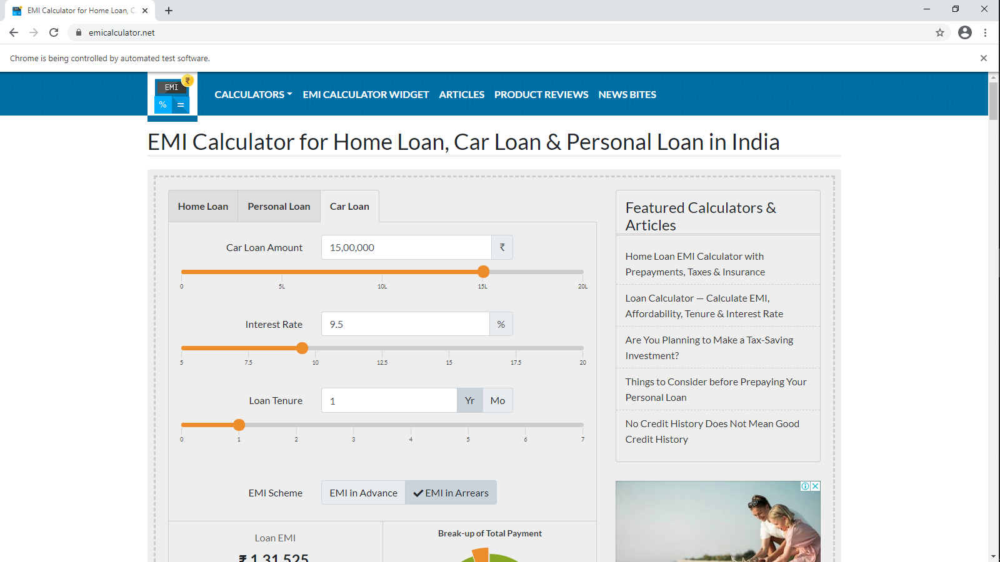 EMI Calculator for Home Loan, C
emicalculator.net
Chrome is being controlled by automated test software.
EMI
₹
%
=
CALCULATORS
EMI CALCULATOR WIDGET
ARTICLES
PRODUCT REVIEWS
NEWS BITES
EMI Calculator for Home Loan, Car Loan & Personal Loan in India
Home Loan
Personal Loan
Car Loan
Car Loan Amount
15,00,000
₹
0
5L
10L
15L
20L
Interest Rate
9.5
%
5
7.5
10
12.5
15
17.5
20
Loan Tenure
1
Yr
Mo
0
1
2
3
4
5
6
7
EMI Scheme
EMI in Advance
EMI in Arrears
Loan EMI
₹ 1,31,525
Break-up of Total Payment
Featured Calculators &
Articles
Home Loan EMI Calculator with
Prepayments, Taxes & Insurance
Loan Calculator — Calculate EMI,
Affordability, Tenure & Interest Rate
Are You Planning to Make a Tax-Saving
Investment?
Things to Consider before Prepaying Your
Personal Loan
No Credit History Does Not Mean Good
Credit History